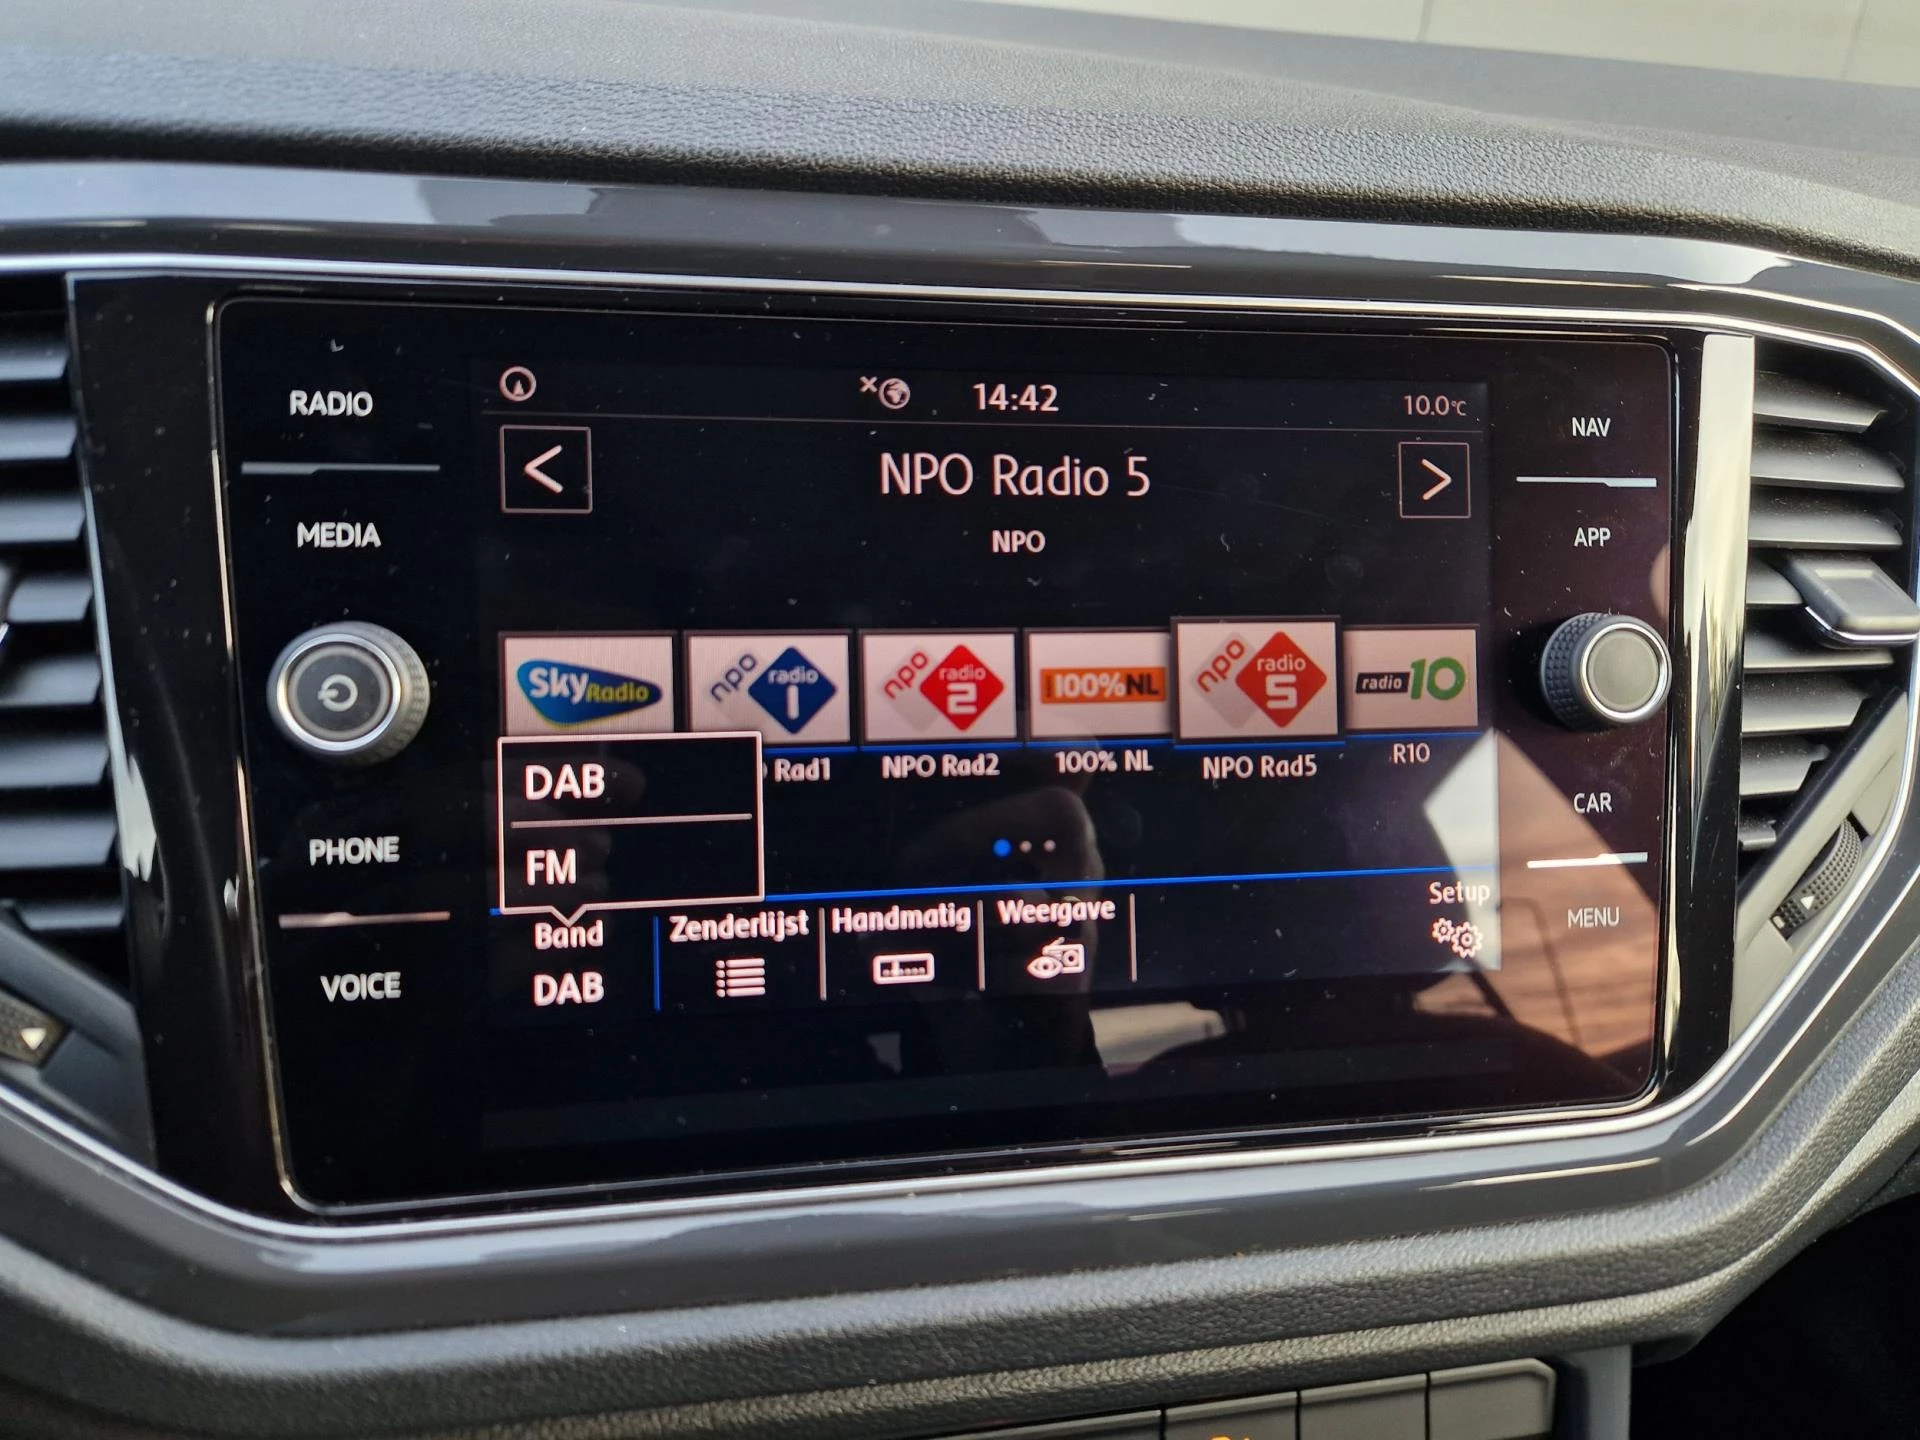 RADIO
MEDIA
PHONE
VOICE
14:42
10.0°C
<
NPO Radio 5
>
NPO
Sky Radio
npo radio 1
npo radio 2
100%NL
npo radio 5
radio 10
Rad1
NPO Rad2
100% NL
NPO Rad5
R10
DAB
FM
Band
DAB
Zenderlijst
Handmatig
Weergave
Setup
NAV
APP
CAR
MENU